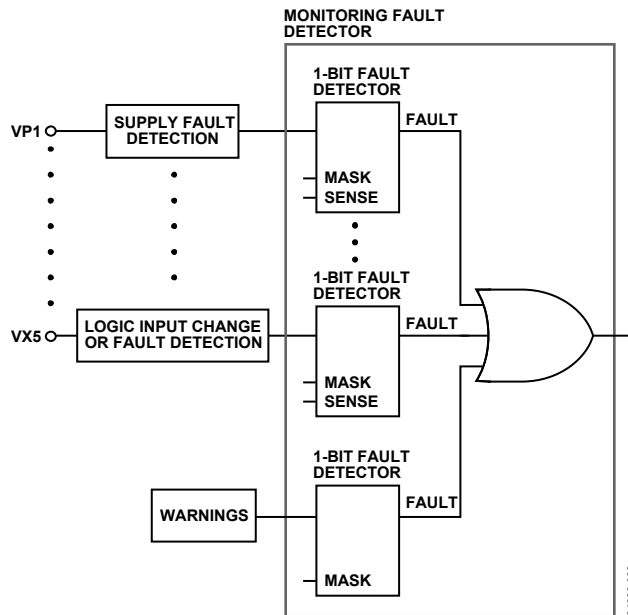 MONITORING FAULT
DETECTOR
1-BIT FAULT
DETECTOR
VP1
SUPPLY FAULT
DETECTION
FAULT
MASK
SENSE
1-BIT FAULT
DETECTOR
VX5
LOGIC INPUT CHANGE
OR FAULT DETECTION
FAULT
MASK
SENSE
1-BIT FAULT
DETECTOR
WARNINGS
FAULT
MASK